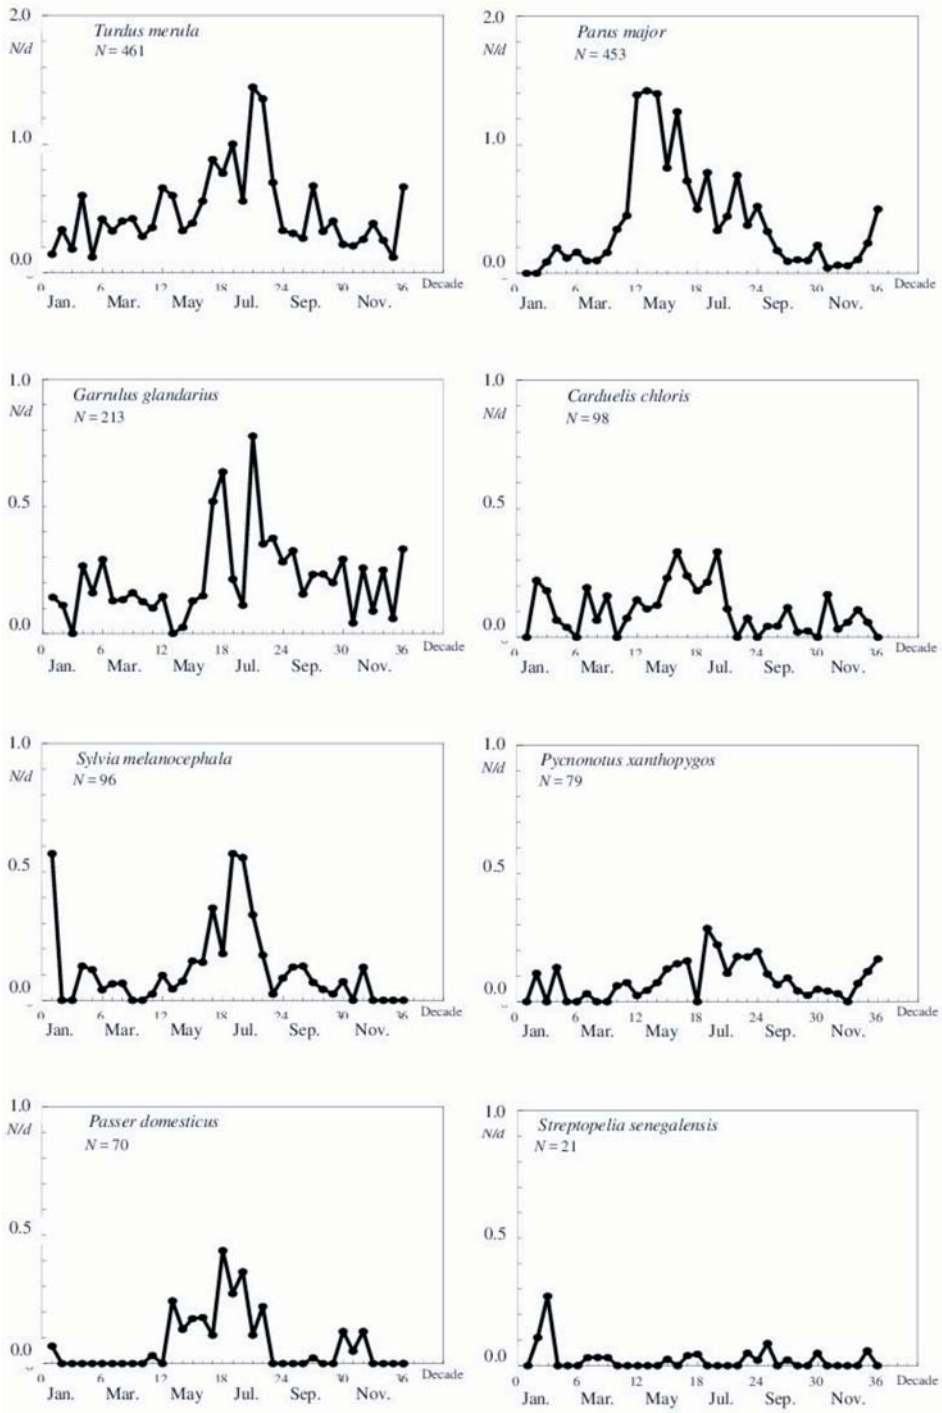 2.0
N/d
Turdus merula
N = 461
1.0
0.0
0 6 12 18 24 30 36 Decade
Jan. Mar. May Jul. Sep. Nov.
2.0
N/d
Parus major
N = 453
1.0
0.0
0 6 12 18 24 30 36 Decade
Jan. Mar. May Jul. Sep. Nov.
1.0
N/d
Garrulus glandarius
N = 213
0.5
0.0
0 6 12 18 24 30 36 Decade
Jan. Mar. May Jul. Sep. Nov.
1.0
N/d
Carduelis chloris
N = 98
0.5
0.0
0 6 12 18 24 30 36 Decade
Jan. Mar. May Jul. Sep. Nov.
1.0
N/d
Sylvia melanocephala
N = 96
0.5
0.0
0 6 12 18 24 30 36 Decade
Jan. Mar. May Jul. Sep. Nov.
1.0
N/d
Pycnonotus xanthopygos
N = 79
0.5
0.0
0 6 12 18 24 30 36 Decade
Jan. Mar. May Jul. Sep. Nov.
1.0
N/d
Passer domesticus
N = 70
0.5
0.0
0 6 12 18 24 30 36 Decade
Jan. Mar. May Jul. Sep. Nov.
1.0
N/d
Streptopelia senegalensis
N = 21
0.5
0.0
0 6 12 18 24 30 36 Decade
Jan. Mar. May Jul. Sep. Nov.